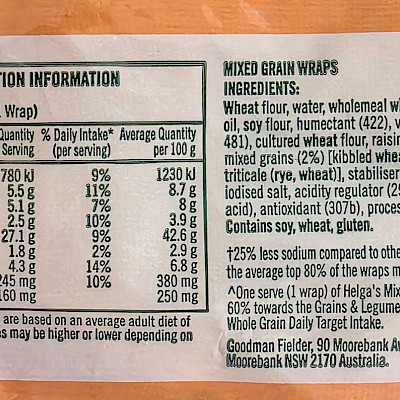 TION INFORMATION
Wrap)
Quantity % Daily Intake* Average Quantity
Serving (per serving) per 100 g
780 kJ 9% 1230 kJ
5.5 g 11% 8.7 g
5.1 g 7% 8 g
2.5 g 10% 3.9 g
27.1 g 9% 42.6 g
1.8 g 2% 2.9 g
4.3 g 14% 6.8 g
245 mg 10% 380 mg
160 mg 250 mg
are based on an average adult diet of
es may be higher or lower depending on
MIXED GRAIN WRAPS
INGREDIENTS:
Wheat flour, water, wholemeal w
oil, soy flour, humectant (422), v
481), cultured wheat flour, raisin
mixed grains (2%) [kibbled whea
triticale (rye, wheat)], stabiliser
iodised salt, acidity regulator (29
acid), antioxidant (307b), proces
Contains soy, wheat, gluten.
†25% less sodium compared to othe
the average top 80% of the wraps m
^One serve (1 wrap) of Helga's Mix
60% towards the Grains & Legume
Whole Grain Daily Target Intake.
Goodman Fielder, 90 Moorebank Av
Moorebank NSW 2170 Australia.